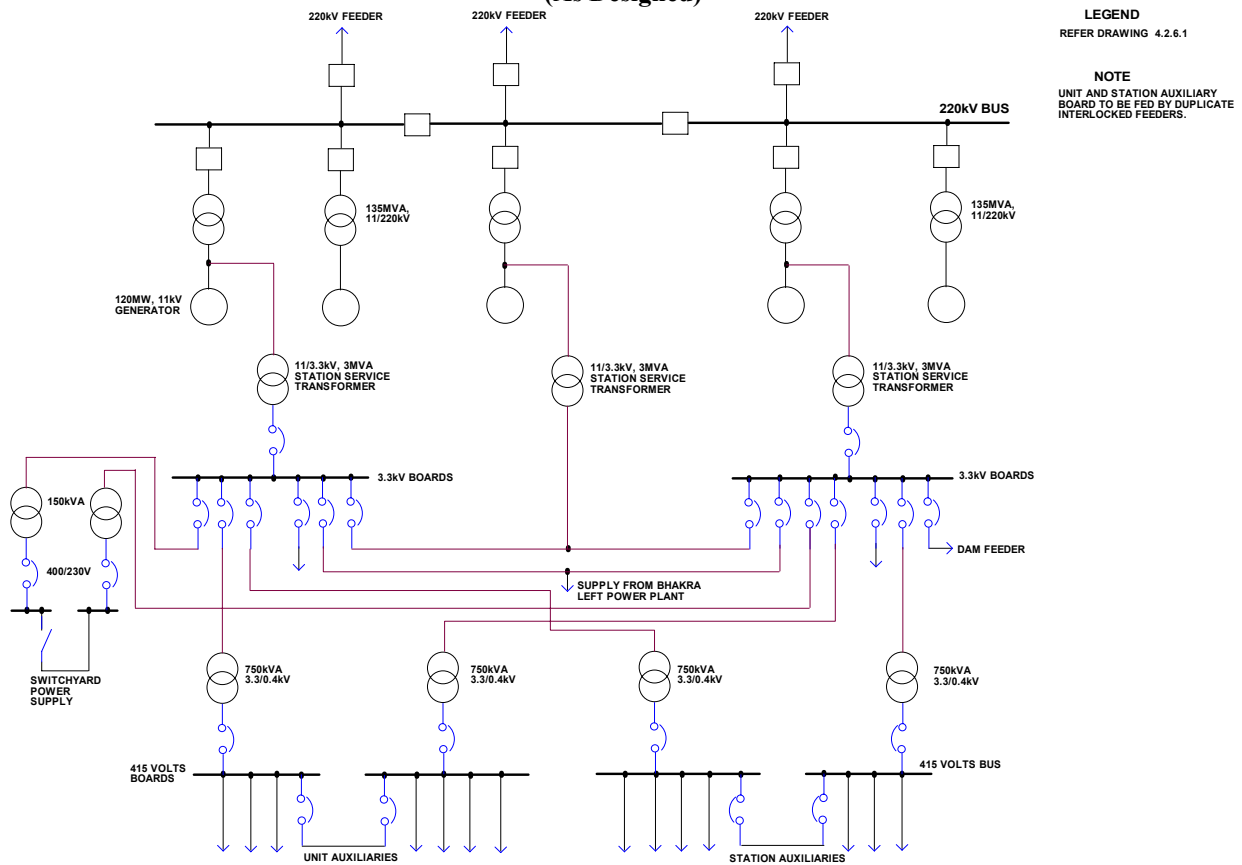 (As Designed)
220kV FEEDER
220kV FEEDER
220kV FEEDER
LEGEND
REFER DRAWING 4.2.6.1
NOTE
UNIT AND STATION AUXILIARY
BOARD TO BE FED BY DUPLICATE
INTERLOCKED FEEDERS.
220kV BUS
135MVA,
11/220kV
135MVA,
11/220kV
120MW, 11kV
GENERATOR
11/3.3kV, 3MVA
STATION SERVICE
TRANSFORMER
11/3.3kV, 3MVA
STATION SERVICE
TRANSFORMER
11/3.3kV, 3MVA
STATION SERVICE
TRANSFORMER
3.3kV BOARDS
3.3kV BOARDS
150kVA
400/230V
DAM FEEDER
SUPPLY FROM BHAKRA
LEFT POWER PLANT
SWITCHYARD
POWER
SUPPLY
750kVA
3.3/0.4kV
750kVA
3.3/0.4kV
750kVA
3.3/0.4kV
750kVA
3.3/0.4kV
415 VOLTS
BOARDS
415 VOLTS BUS
UNIT AUXILIARIES
STATION AUXILIARIES